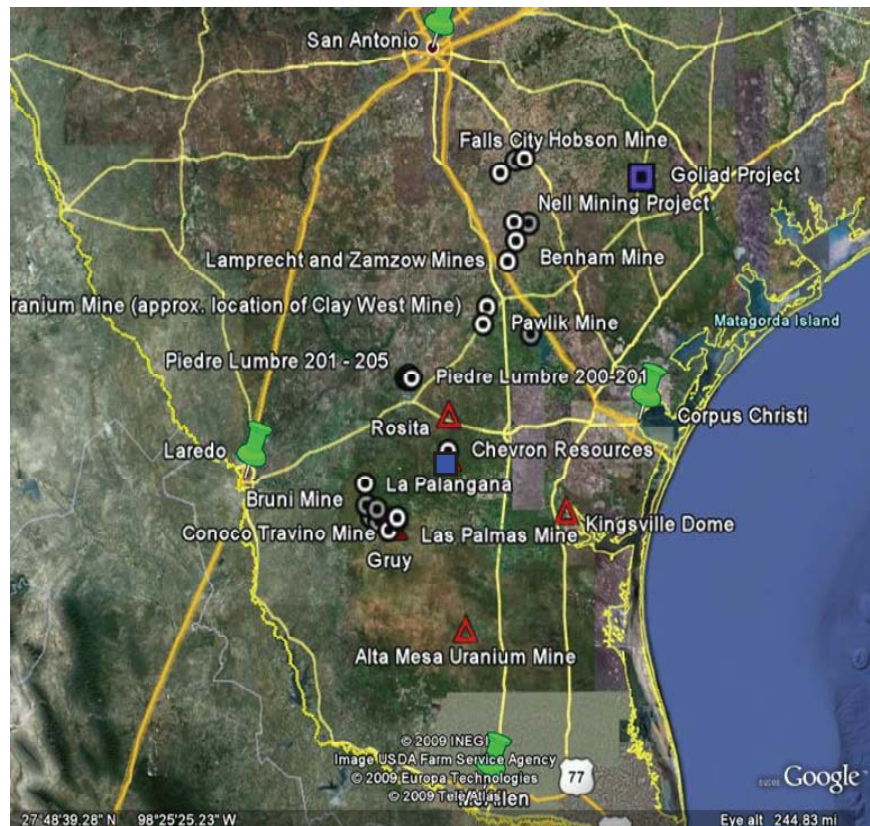 San Antonio
Falls City Hobson Mine
Goliad Project
Nell Mining Project
Lamprecht and Zamzow Mines
Benham Mine
ranium Mine (approx. location of Clay West Mine)
Pawlik Mine
Matagorda Island
Piedre Lumbre 201 - 205
Piedre Lumbre 200-201
Corpus Christi
Rosita
Laredo
Chevron Resources
La Palangana
Bruni Mine
Conoco Travino Mine
Las Palmas Mine
Kingsville Dome
Gruy
Alta Mesa Uranium Mine
© 2009 INEGI
Image USDA Farm Service Agency
© 2009 Europa Technologies
© 2009 Tele Atlas
77
Google
27°48'39.28" N 98°25'25.23" W
Eye alt 244.83 mi